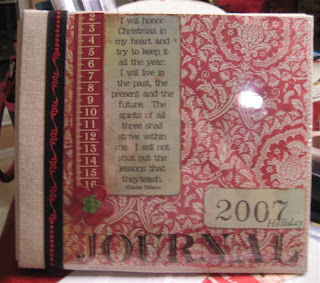 2
3
4
5
6
7
8
9
10
11
12
13
14
15
16
I will honor
Christmas in
my heart and
try to keep it
all the year.
I will live in
the past, the
present and the
future. The
spirits of all
three shall
strive within
me. I will not
shut out the
lessons that
they teach.
~Charles Dickens
2007
Holiday
JOURNAL